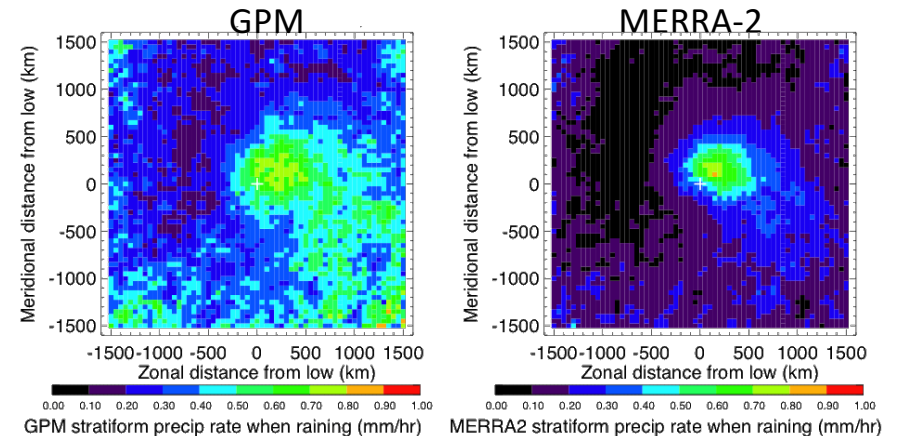 GPM
MERRA-2
Meridional distance from low (km)
1500
1000
500
0
-500
-1000
-1500
-1500 -1000 -500 0 500 1000 1500
Zonal distance from low (km)
0.00 0.10 0.20 0.30 0.40 0.50 0.60 0.70 0.80 0.90 1.00
GPM stratiform precip rate when raining (mm/hr)
Meridional distance from low (km)
1500
1000
500
0
-500
-1000
-1500
-1500 -1000 -500 0 500 1000 1500
Zonal distance from low (km)
0.00 0.10 0.20 0.30 0.40 0.50 0.60 0.70 0.80 0.90 1.00
MERRA2 stratiform precip rate when raining (mm/hr)